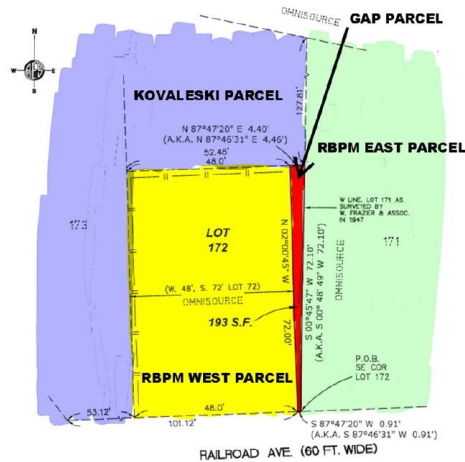 OMNISOURCE
GAP PARCEL
N
W
E
S
KOVALESKI PARCEL
127.81'
N 87°47'20" E 4.40'
(A.K.A. N 87°46'31" E 4.46')
RBPM EAST PARCEL
52.46'
48.0'
W LINE, LOT 171 AS
SURVEYED BY
W. FRAZIER & ASSOC.
IN 1947
173
LOT
172
171
N 02°00'45" W
72.00'
S 00°45'47" W 72.10'
(A.K.A. S 00°48'49" W 72.10')
OMNISOURCE
(W. 48', S. 72' LOT 72)
OMNISOURCE
193 S.F.
P.O.B.
SE COR
LOT 172
RBPM WEST PARCEL
53.12'
48.0'
101.12'
S 87°47'20" W 0.91'
(A.K.A. S 87°46'31" W 0.91')
RAILROAD AVE. (60 FT. WIDE)